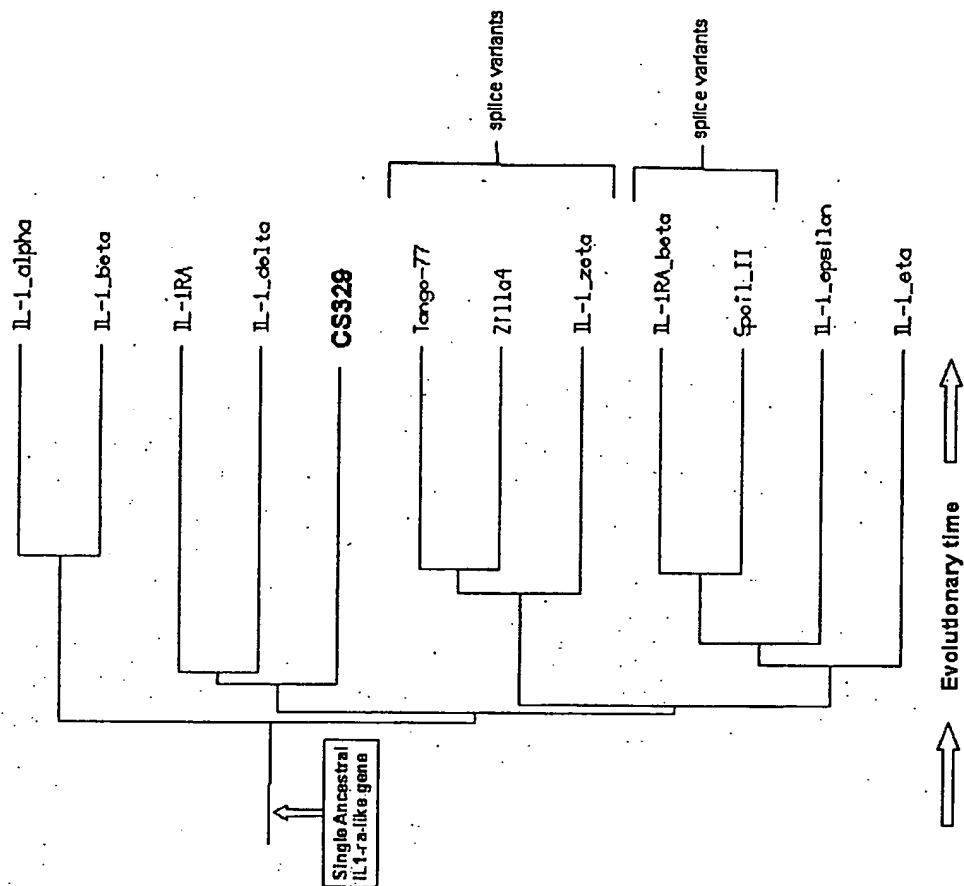 IL-1_alpha
IL-1_beta
IL-1RA
IL-1_delta
CS329
Tango-77
Zilla4
IL-1_zeta
splice variants
IL-1RA_beta
Spoil_II
splice variants
IL-1_epsilon
IL-1_eta
Single Ancestral
IL1-ra-like gene
Evolutionary time